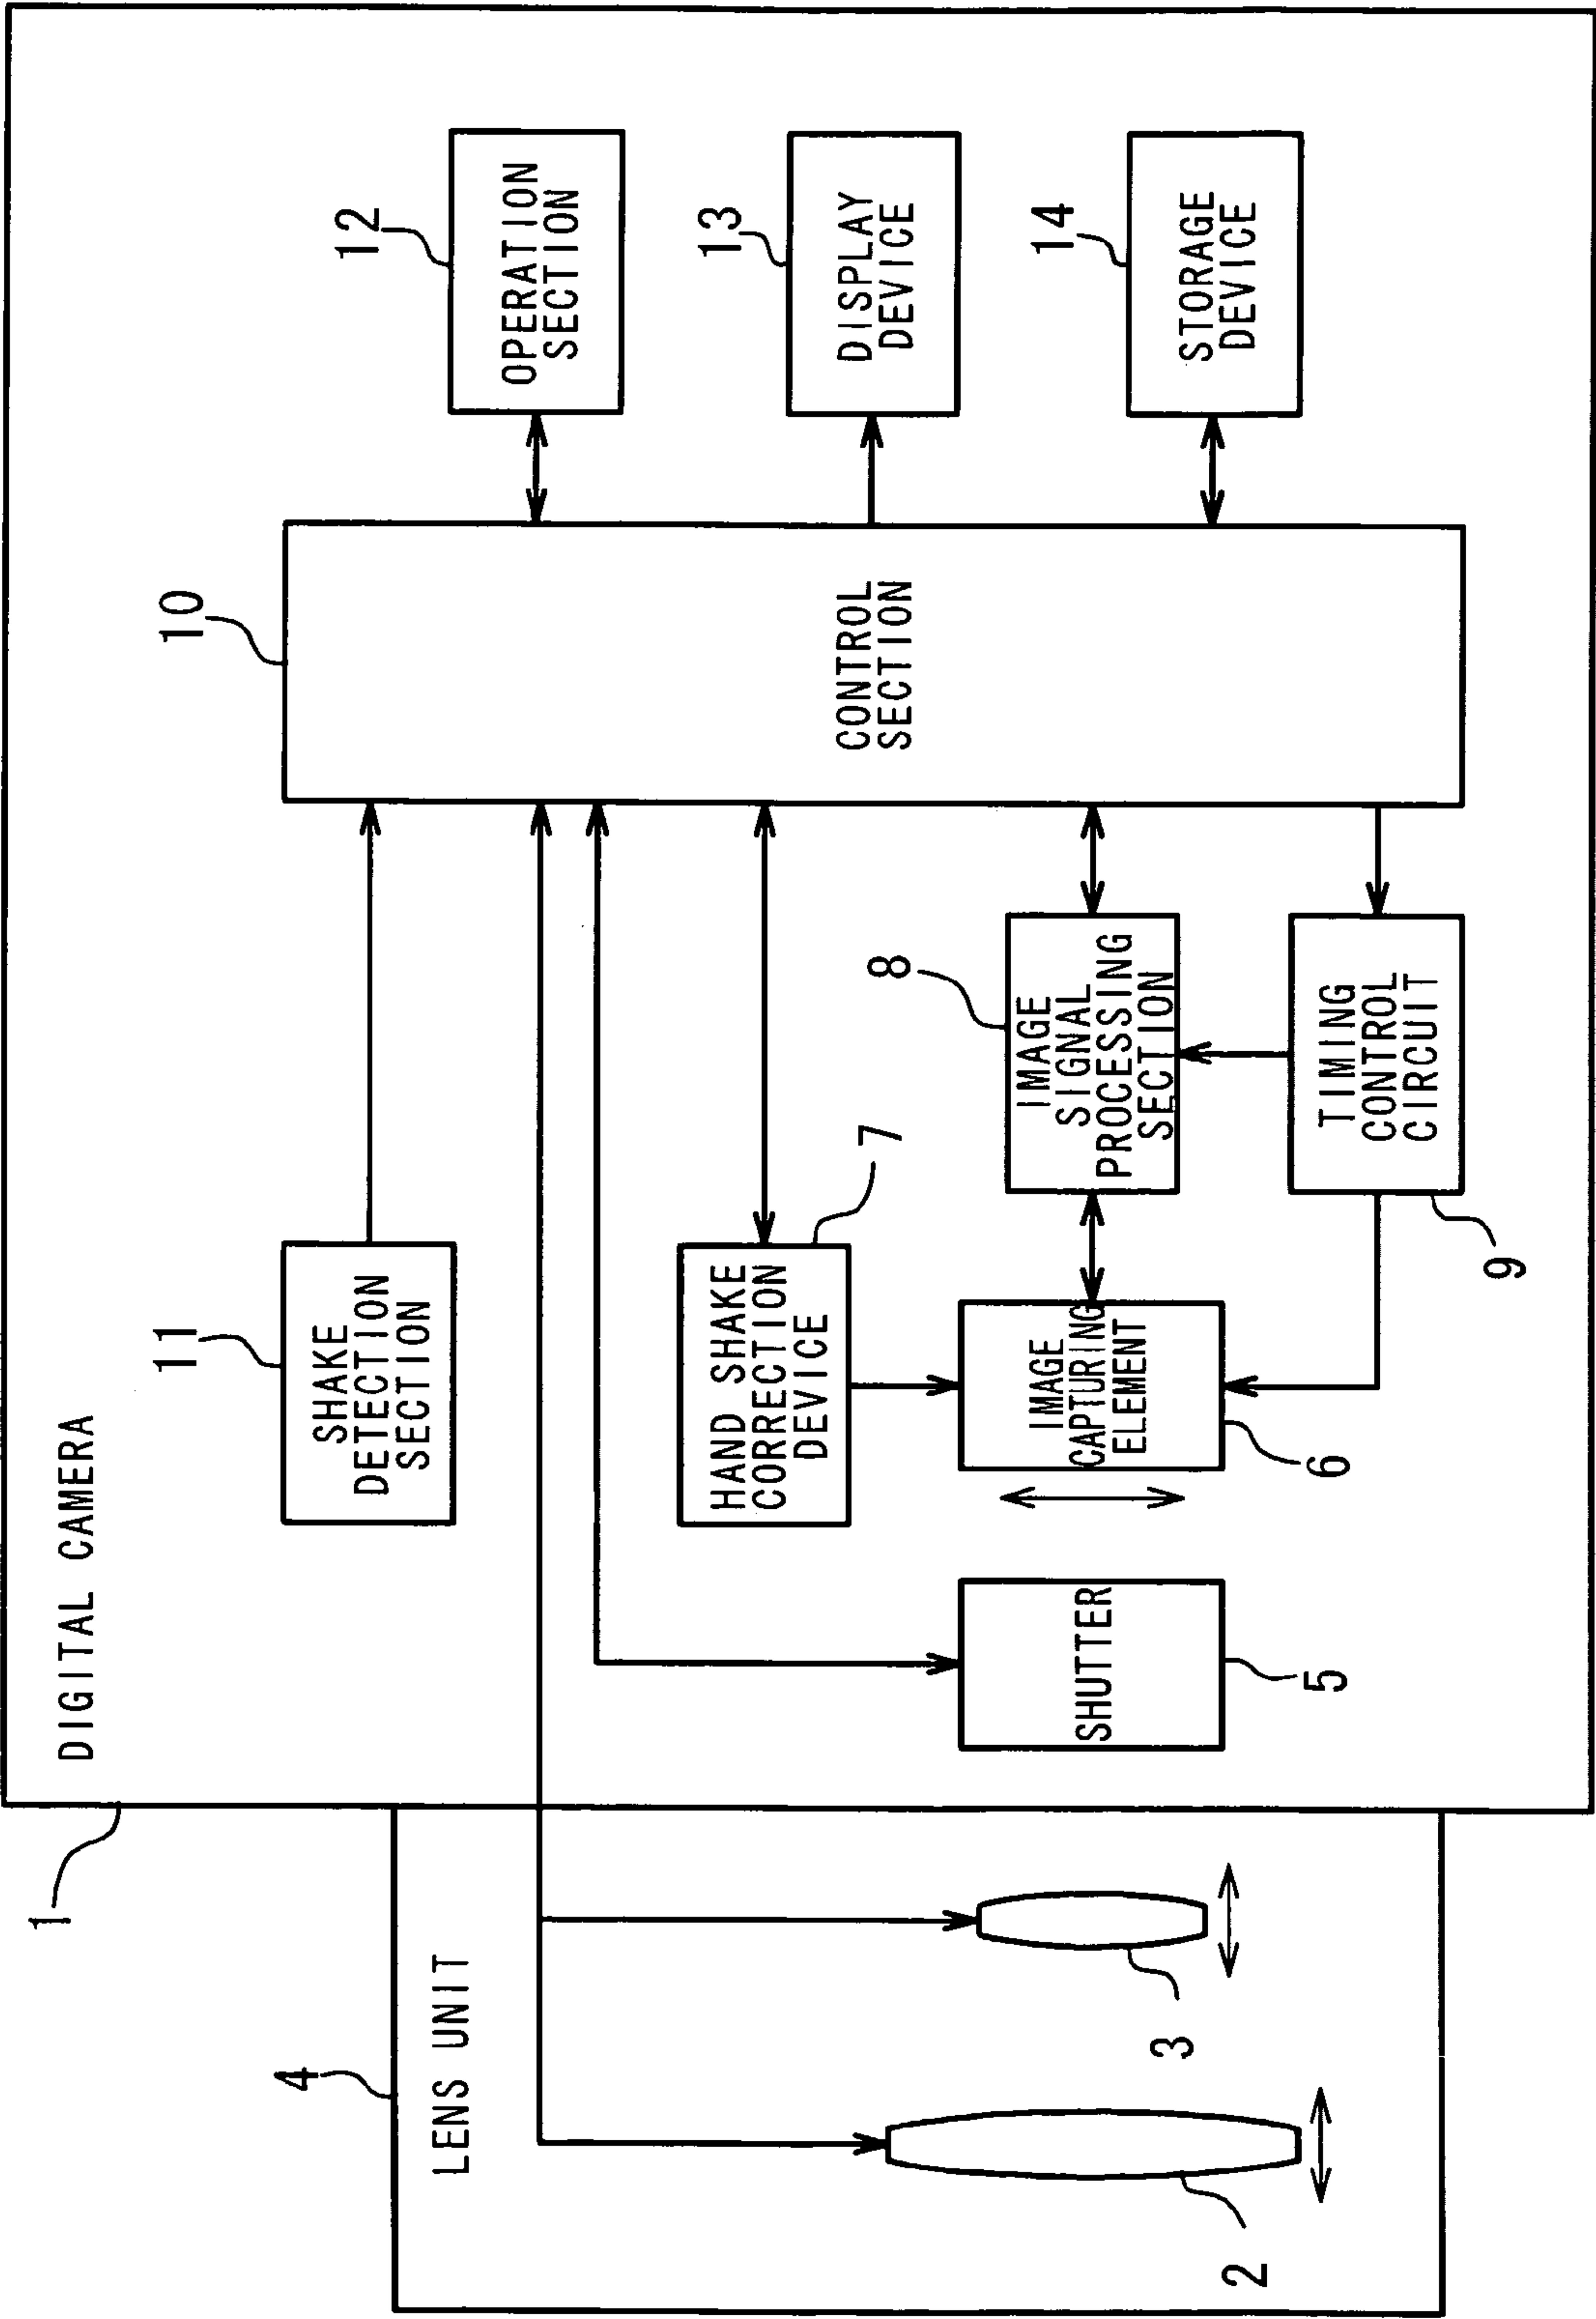 DIGITAL CAMERA
1
4
LENS UNIT
2
3
11
SHAKE
DETECTION
SECTION
10
CONTROL
SECTION
12
OPERATION
SECTION
13
DISPLAY
DEVICE
14
STORAGE
DEVICE
HAND SHAKE
CORRECTION
DEVICE
7
8
IMAGE
SIGNAL
PROCESSING
SECTION
SHUTTER
5
IMAGE
CAPTURING
ELEMENT
6
TIMING
CONTROL
CIRCUIT
9